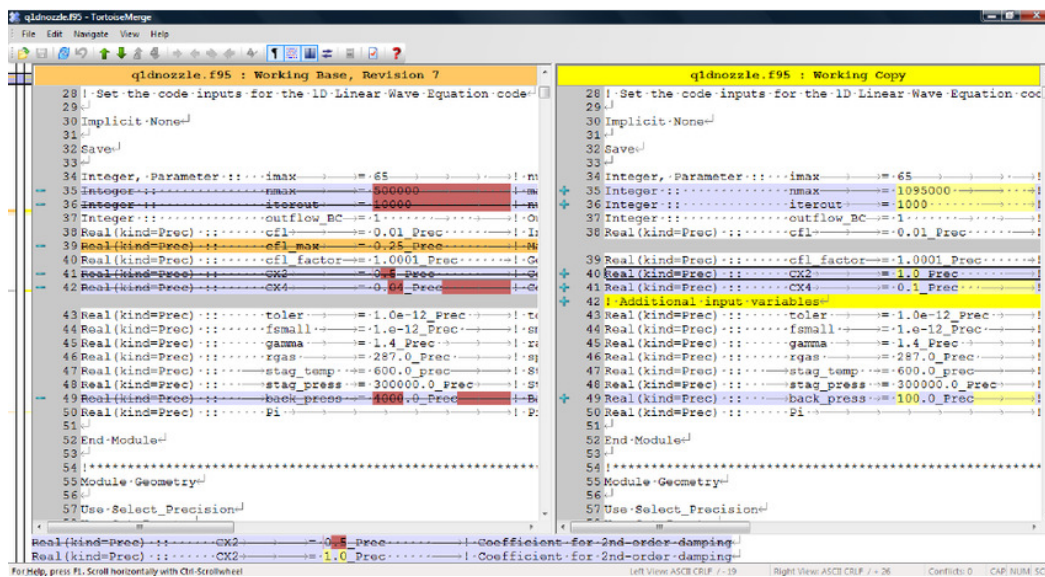 q1dnozzle.f95 - TortoiseMerge
File Edit Navigate View Help
q1dnozzle.f95 : Working Base, Revision 7
28 ! Set the code inputs for the 1D Linear Wave Equation code
29
30 Implicit None
31
32 Save
33
34 Integer, Parameter :: imax = 65 !
35 Integer :: nmax = 500000 !
36 Integer :: iterout = 10000 !
37 Integer :: outflow_BC = 1 !
38 Real(kind=Prec) :: cfl = 0.01_Prec !
39 Real(kind=Prec) :: cfl_max = 0.25_Prec !
40 Real(kind=Prec) :: cfl_factor = 1.0001_Prec !
41 Real(kind=Prec) :: CX2 = 0.5_Prec !
42 Real(kind=Prec) :: CX4 = 0.04_Prec !
43 Real(kind=Prec) :: toler = 1.0e-12_Prec !
44 Real(kind=Prec) :: fsmall = 1.e-12_Prec !
45 Real(kind=Prec) :: gamma = 1.4_Prec !
46 Real(kind=Prec) :: rgas = 287.0_Prec !
47 Real(kind=Prec) :: stag_temp = 600.0_prec !
48 Real(kind=Prec) :: stag_press = 300000.0_Prec !
49 Real(kind=Prec) :: back_press = 4000.0_Prec !
50 Real(kind=Prec) :: Pi !
51
52 End Module
53
54 !****************************************************************
55 Module Geometry
56
57 Use Select_Precision
q1dnozzle.f95 : Working Copy
28 ! Set the code inputs for the 1D Linear Wave Equation cod
29
30 Implicit None
31
32 Save
33
34 Integer, Parameter :: imax = 65 !
35 Integer :: nmax = 1095000 !
36 Integer :: iterout = 1000 !
37 Integer :: outflow_BC = 1 !
38 Real(kind=Prec) :: cfl = 0.01_Prec !
39 Real(kind=Prec) :: cfl_factor = 1.0001_Prec !
40 Real(kind=Prec) :: CX2 = 1.0_Prec !
41 Real(kind=Prec) :: CX4 = 0.1_Prec !
42 ! Additional input variables
43 Real(kind=Prec) :: toler = 1.0e-12_Prec !
44 Real(kind=Prec) :: fsmall = 1.e-12_Prec !
45 Real(kind=Prec) :: gamma = 1.4_Prec !
46 Real(kind=Prec) :: rgas = 287.0_Prec !
47 Real(kind=Prec) :: stag_temp = 600.0_prec !
48 Real(kind=Prec) :: stag_press = 300000.0_Prec !
49 Real(kind=Prec) :: back_press = 100.0_Prec !
50 Real(kind=Prec) :: Pi !
51
52 End Module
53
54 !****************************************************************
55 Module Geometry
56
57 Use Select_Precision
Real(kind=Prec) :: CX2 = 0.5_Prec ! Coefficient for 2nd-order damping
Real(kind=Prec) :: CX2 = 1.0_Prec ! Coefficient for 2nd-order damping
For Help, press F1. Scroll horizontally with Ctrl-Scrollwheel
Left View: ASCII CRLF / - 19
Right View: ASCII CRLF / + 26
Conflicts: 0
CAP NUM SC